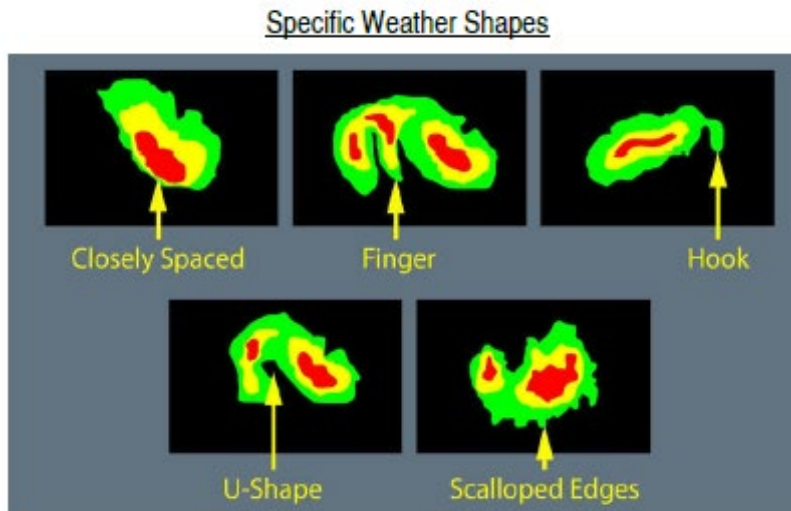 Specific Weather Shapes
Closely Spaced
Finger
Hook
U-Shape
Scalloped Edges